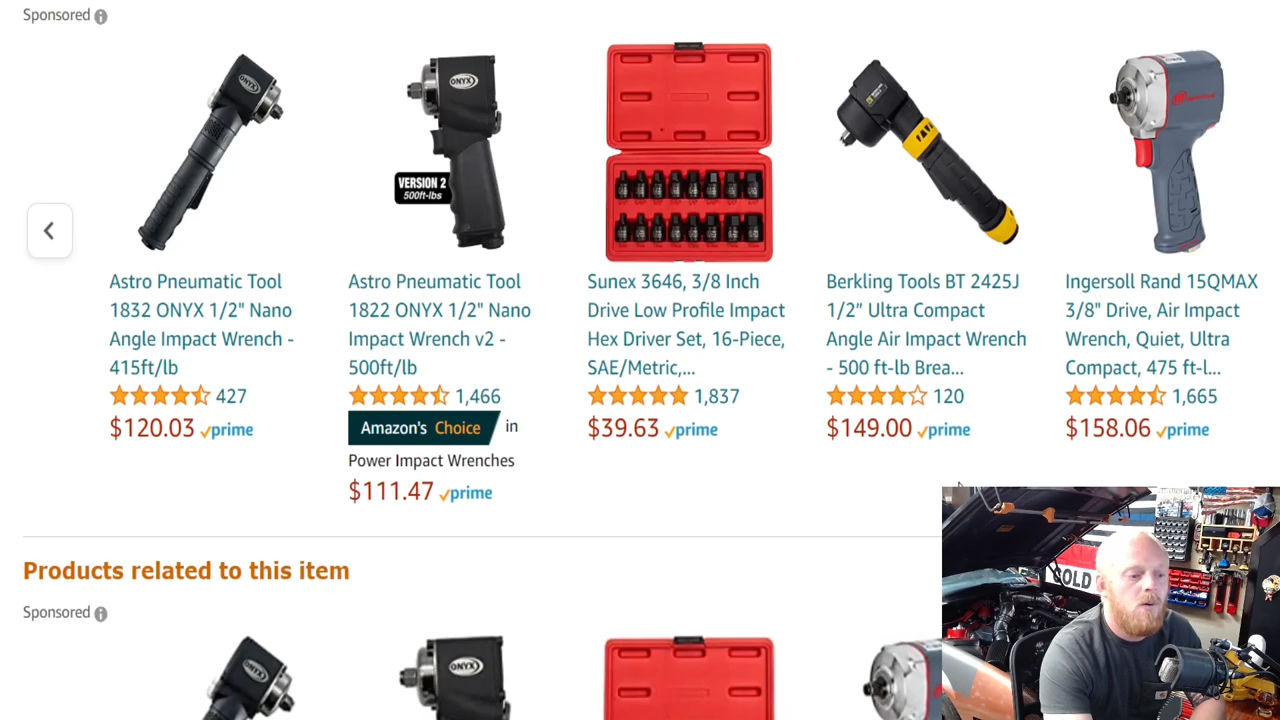 Sponsored
ONYX
ONYX
VERSION 2
500ft-lbs
Astro Pneumatic Tool
1832 ONYX 1/2" Nano
Angle Impact Wrench -
415ft/lb
427
$120.03 prime
Astro Pneumatic Tool
1822 ONYX 1/2" Nano
Impact Wrench v2 -
500ft/lb
1,466
Amazon's Choice in
Power Impact Wrenches
$111.47 prime
Sunex 3646, 3/8 Inch
Drive Low Profile Impact
Hex Driver Set, 16-Piece,
SAE/Metric,...
1,837
$39.63 prime
Berkling Tools BT 2425J
1/2” Ultra Compact
Angle Air Impact Wrench
- 500 ft-lb Brea...
120
$149.00 prime
Ingersoll Rand 15QMAX
3/8" Drive, Air Impact
Wrench, Quiet, Ultra
Compact, 475 ft-l...
1,665
$158.06 prime
Products related to this item
Sponsored
ONYX
ONYX
COLD